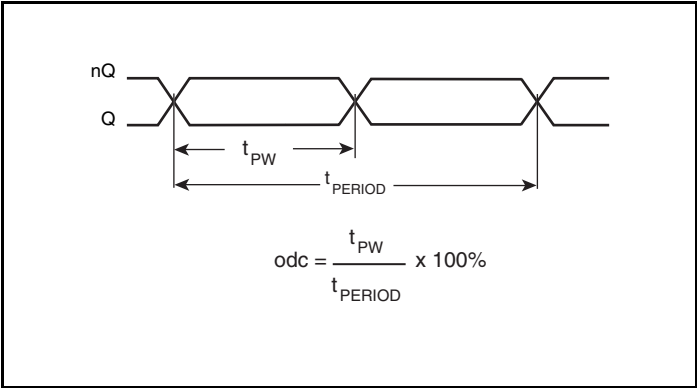 nQ
Q
tPW
tPERIOD
tPW
odc = x 100%
tPERIOD